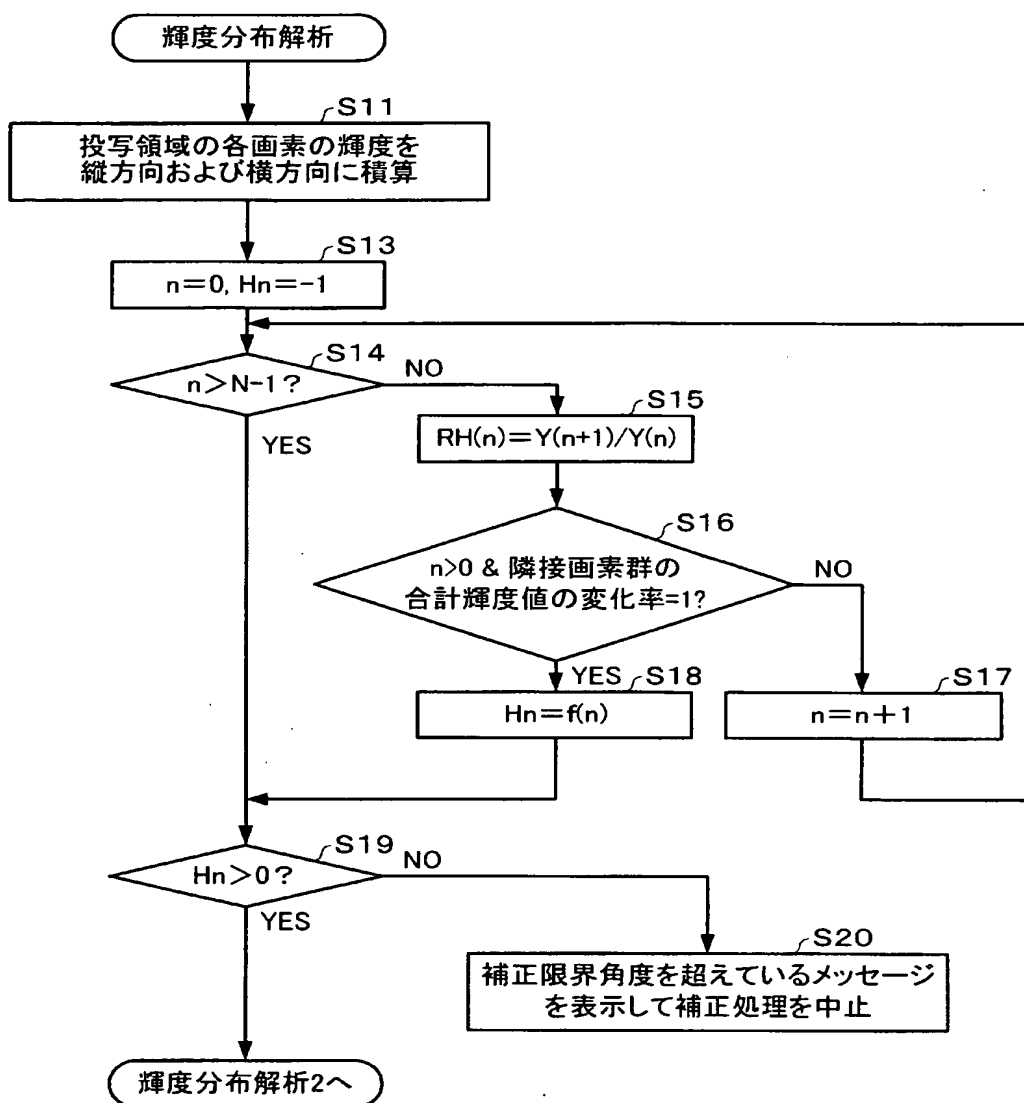 輝度分布解析
S11
投写領域の各画素の輝度を
縦方向および横方向に積算
S13
n=0, Hn=-1
S14
n>N-1?
NO
YES
S15
RH(n)=Y(n+1)/Y(n)
S16
n>0 & 隣接画素群の
合計輝度値の変化率=1?
NO
YES
S18
Hn=f(n)
S17
n=n+1
S19
Hn>0?
NO
YES
S20
補正限界角度を超えているメッセージ
を表示して補正処理を中止
輝度分布解析2へ